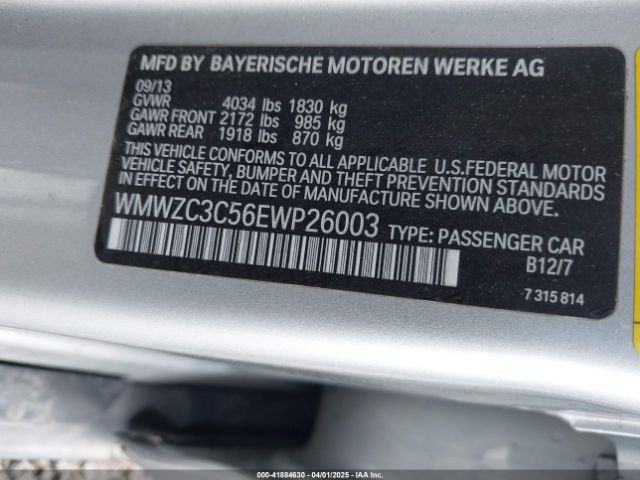 MFD BY BAYERISCHE MOTOREN WERKE AG
09/13
GVWR 4034 lbs 1830 kg
GAWR FRONT 2172 lbs 985 kg
GAWR REAR 1918 lbs 870 kg
THIS VEHICLE CONFORMS TO ALL APPLICABLE U.S.FEDERAL MOTOR
VEHICLE SAFETY, BUMPER AND THEFT PREVENTION STANDARDS
IN EFFECT ON THE DATE OF MANUFACTURE SHOWN ABOVE.
WMWZC3C56EWP26003 TYPE: PASSENGER CAR
B12/7
7 315 814
000-41884630 - 04/01/2025 - IAA Inc.